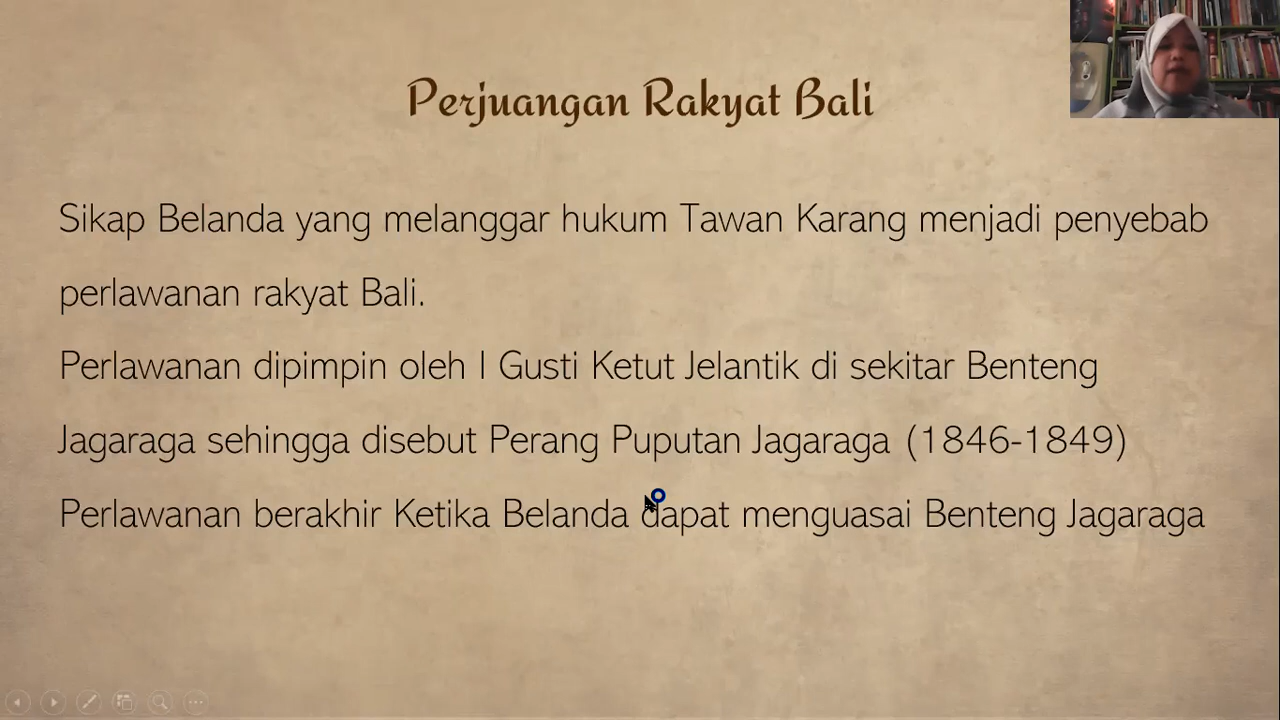 Perjuangan Rakyat Bali
Sikap Belanda yang melanggar hukum Tawan Karang menjadi penyebab
perlawanan rakyat Bali.
Perlawanan dipimpin oleh I Gusti Ketut Jelantik di sekitar Benteng
Jagaraga sehingga disebut Perang Puputan Jagaraga (1846-1849)
Perlawanan berakhir Ketika Belanda dapat menguasai Benteng Jagaraga